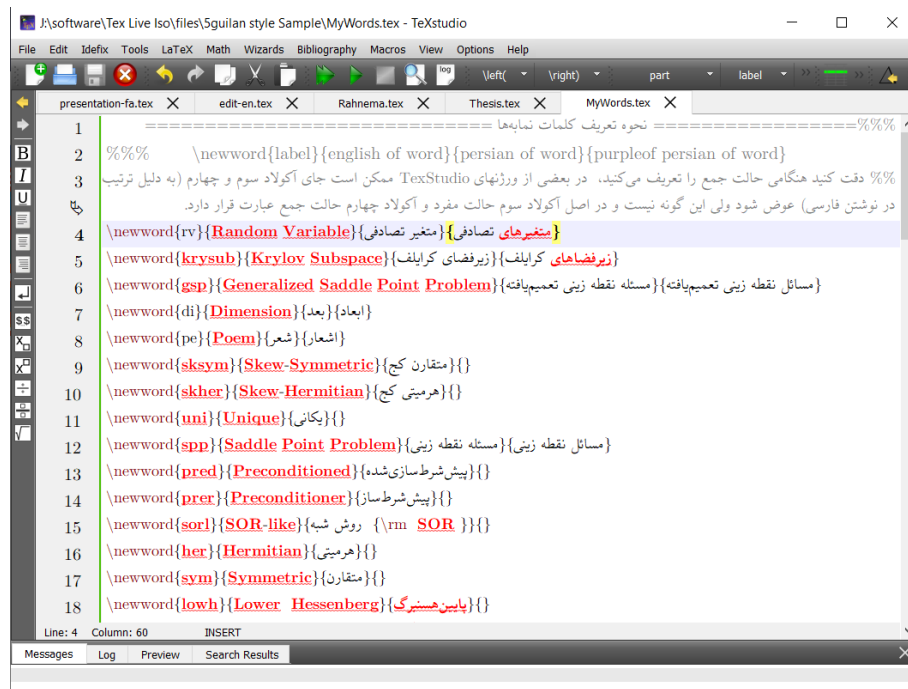 J:\software\Tex Live Iso\files\5guilan style Sample\MyWords.tex - TeXstudio
File Edit Idefix Tools LaTeX Math Wizards Bibliography Macros View Options Help
log \left( \right) part label
presentation-fa.tex edit-en.tex Rahnema.tex Thesis.tex MyWords.tex
1 %%%================== نحوه تعریف کلمات نمابه‌ها =============================
2 %%% \newword{label}{english of word}{persian of word}{purpleof persian of word}
3 %% دقت کنید هنگامی حالت جمع را تعریف می‌کنید، در بعضی از ورژنهای TexStudio ممکن است جای آکولاد سوم و چهارم (به دلیل ترتیب
در نوشتن فارسی) عوض شود ولی این گونه نیست و در اصل آکولاد سوم حالت مفرد و آکولاد چهارم حالت جمع عبارت قرار دارد.
4 \newword{rv}{Random Variable}{متغیر تصادفی}{متغیرهای تصادفی}
5 \newword{krysub}{Krylov Subspace}{زیرفضای کرایلف}{زیرفضاهای کرایلف}
6 \newword{gsp}{Generalized Saddle Point Problem}{مسئله نقطه زینی تعمیم‌یافته}{مسائل نقطه زینی تعمیم‌یافته}
7 \newword{di}{Dimension}{بعد}{ابعاد}
8 \newword{pe}{Poem}{شعر}{اشعار}
9 \newword{sksym}{Skew-Symmetric}{متقارن کج}{}
10 \newword{skher}{Skew-Hermitian}{هرمیتی کج}{}
11 \newword{uni}{Unique}{یکانی}{}
12 \newword{spp}{Saddle Point Problem}{مسئله نقطه زینی}{مسائل نقطه زینی}
13 \newword{pred}{Preconditioned}{پیش‌شرط‌سازی‌شده}{}
14 \newword{prer}{Preconditioner}{پیش‌شرط‌ساز}{}
15 \newword{sorl}{SOR-like}{روش شبه {\rm SOR }}{}
16 \newword{her}{Hermitian}{هرمیتی}{}
17 \newword{sym}{Symmetric}{متقارن}{}
18 \newword{lowh}{Lower Hessenberg}{پایین‌هسنبرگ}{}
Line: 4 Column: 60 INSERT
Messages Log Preview Search Results